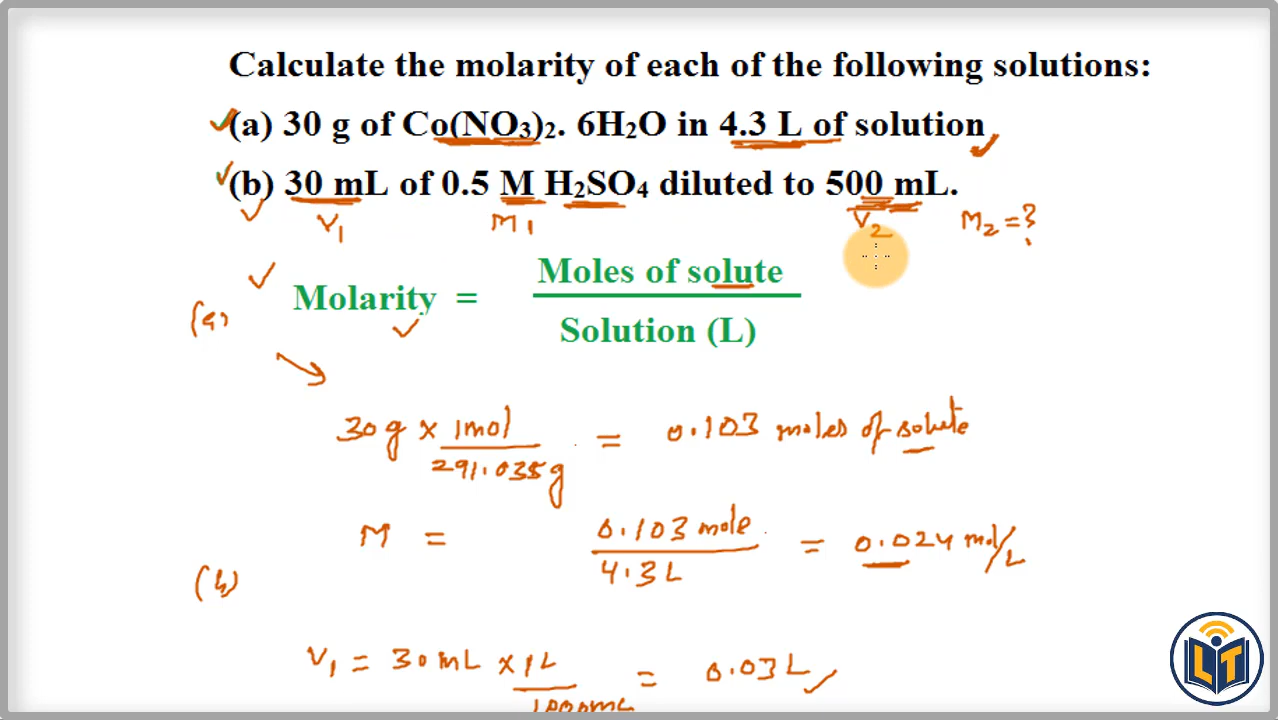 Calculate the molarity of each of the following solutions:
(a) 30 g of Co(NO₃)₂. 6H₂O in 4.3 L of solution
(b) 30 mL of 0.5 M H₂SO₄ diluted to 500 mL.
V₁ M₁ V₂ M₂ = ?
Moles of solute
Molarity =
Solution (L)
(a)
30g × 1mol = 0.103 moles of solute
291.035g
M = 0.103 mole = 0.024 mol/L
4.3L
(b)
V₁ = 30mL × 1L = 0.03L
1000mL
LT